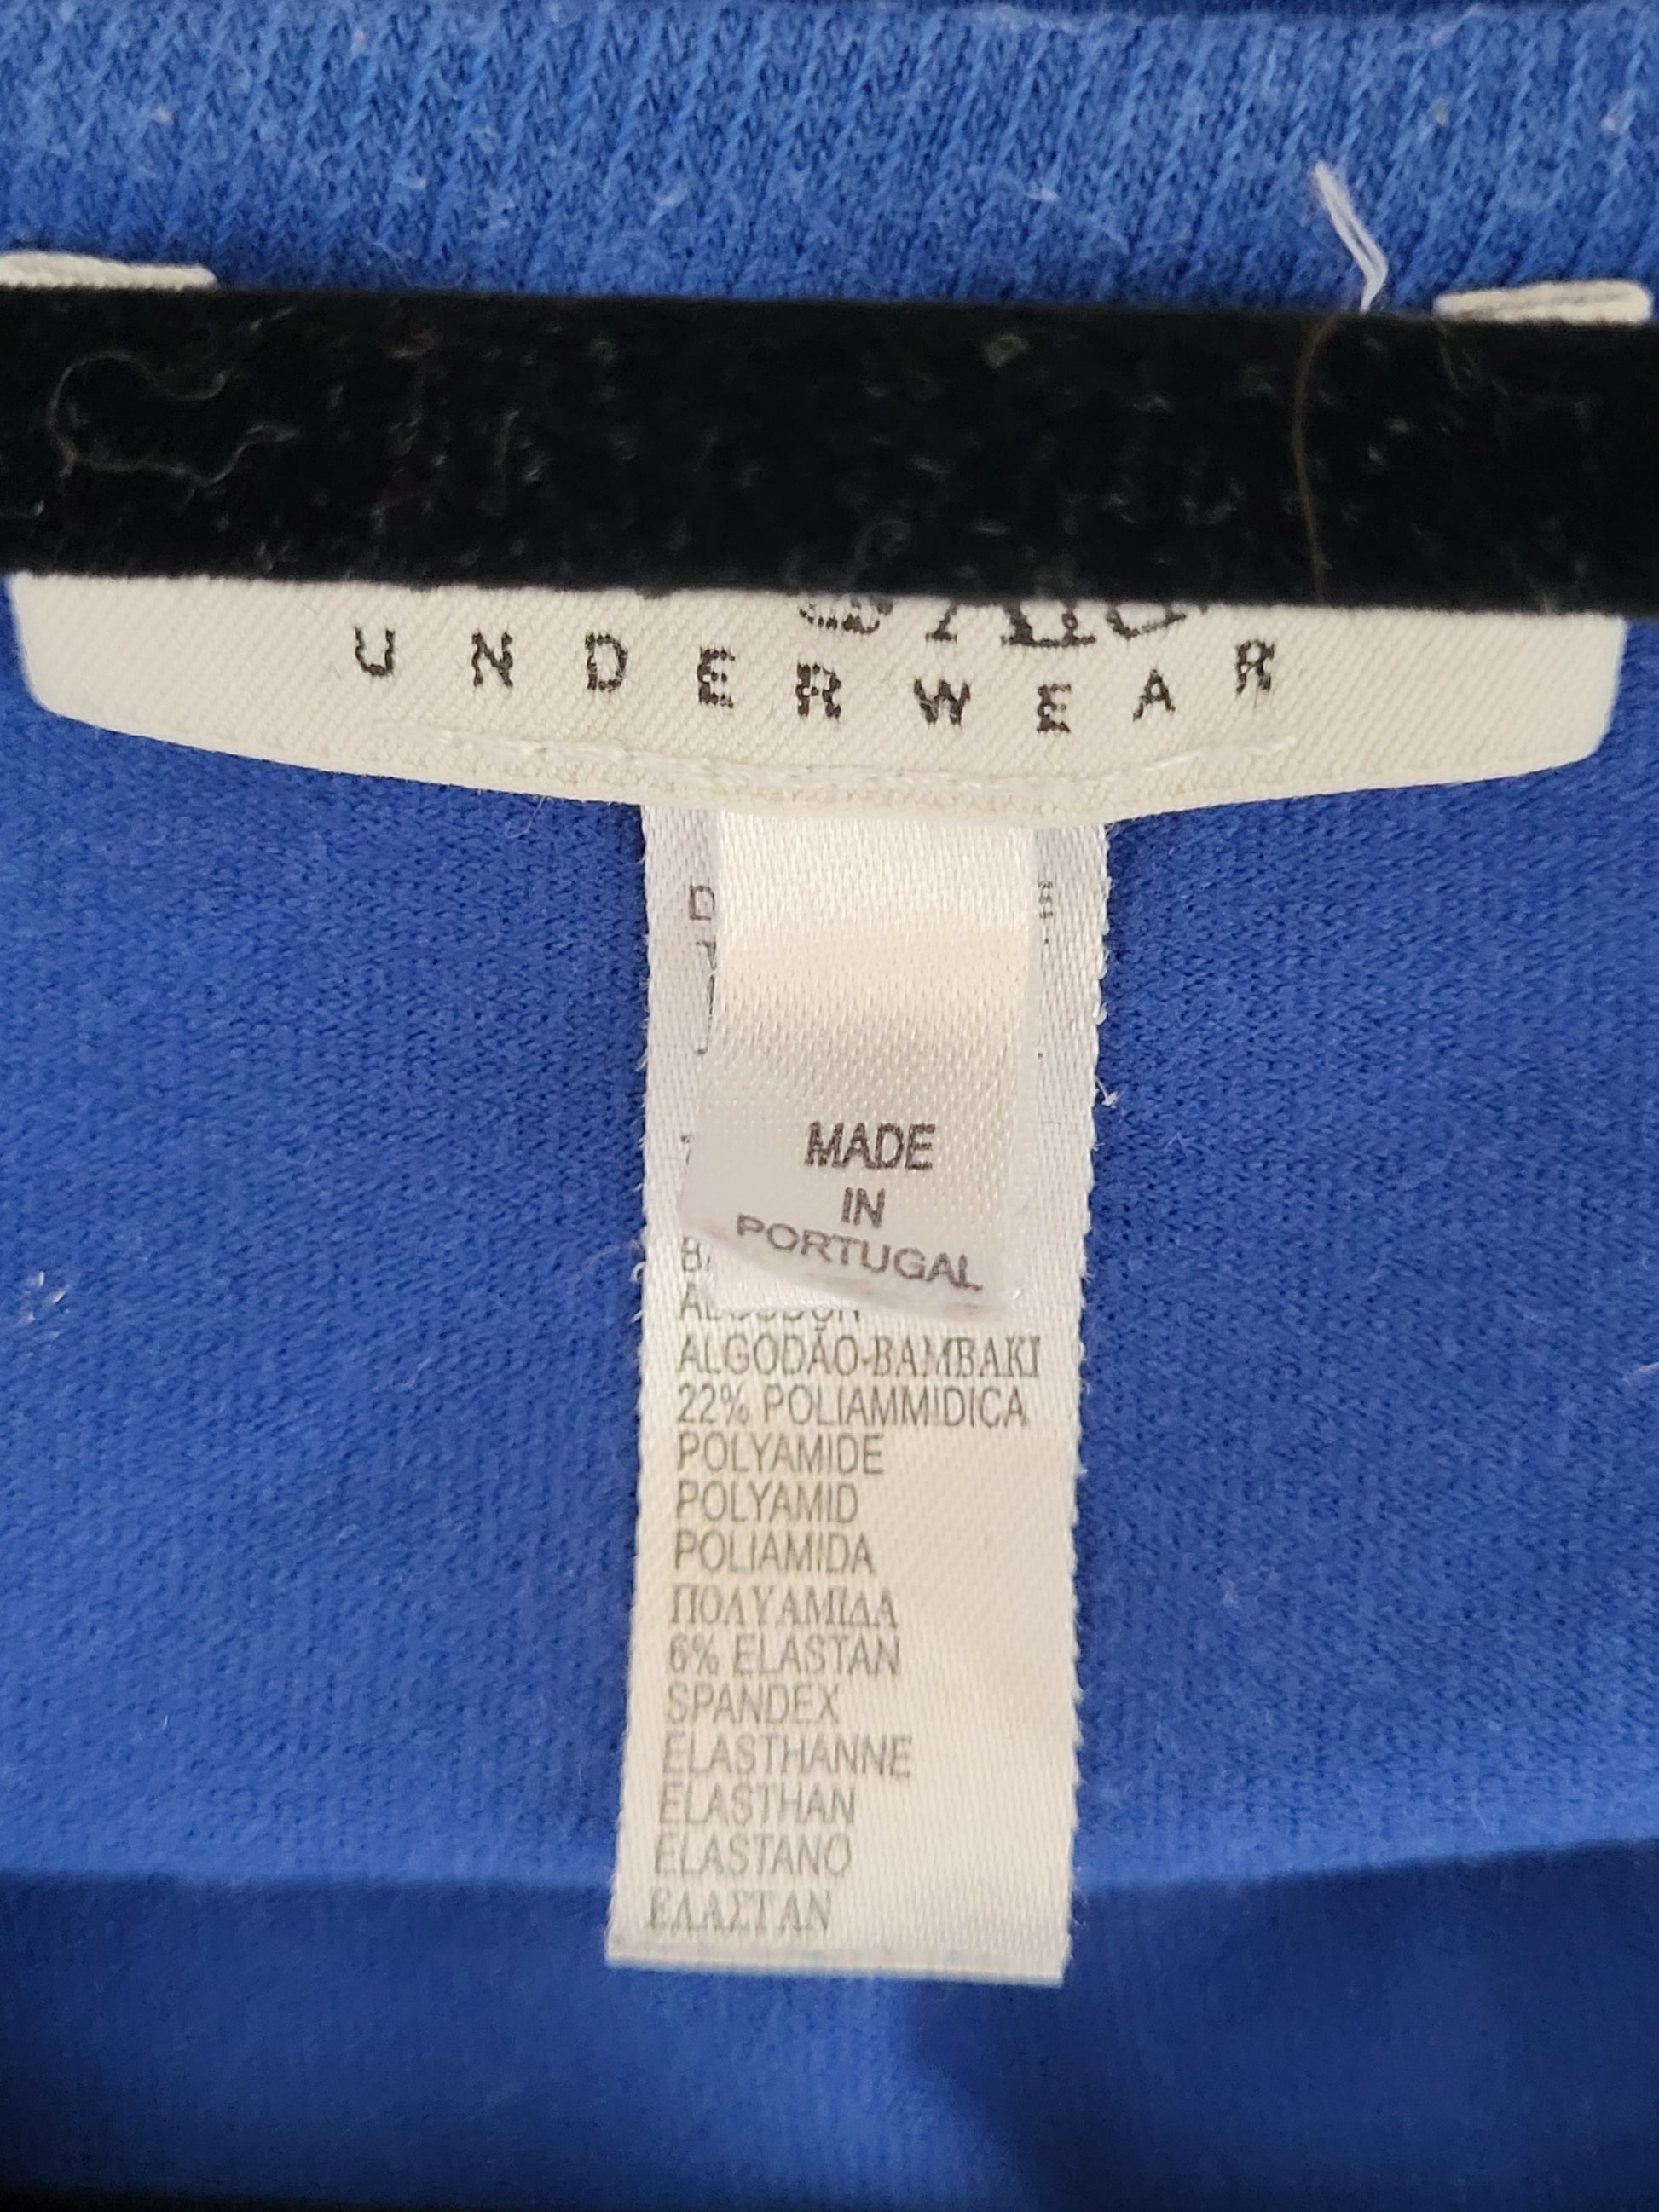 UNDERWEAR
MADE
IN
PORTUGAL
ALGODÃO-BAMBAKI
22% POLIAMMIDICA
POLYAMIDE
POLYAMID
POLIAMIDA
ΠΟΛΥΑΜΙΔΑ
6% ELASTAN
SPANDEX
ELASTHANNE
ELASTHAN
ELASTANO
ΕΛΑΣΤΑΝ